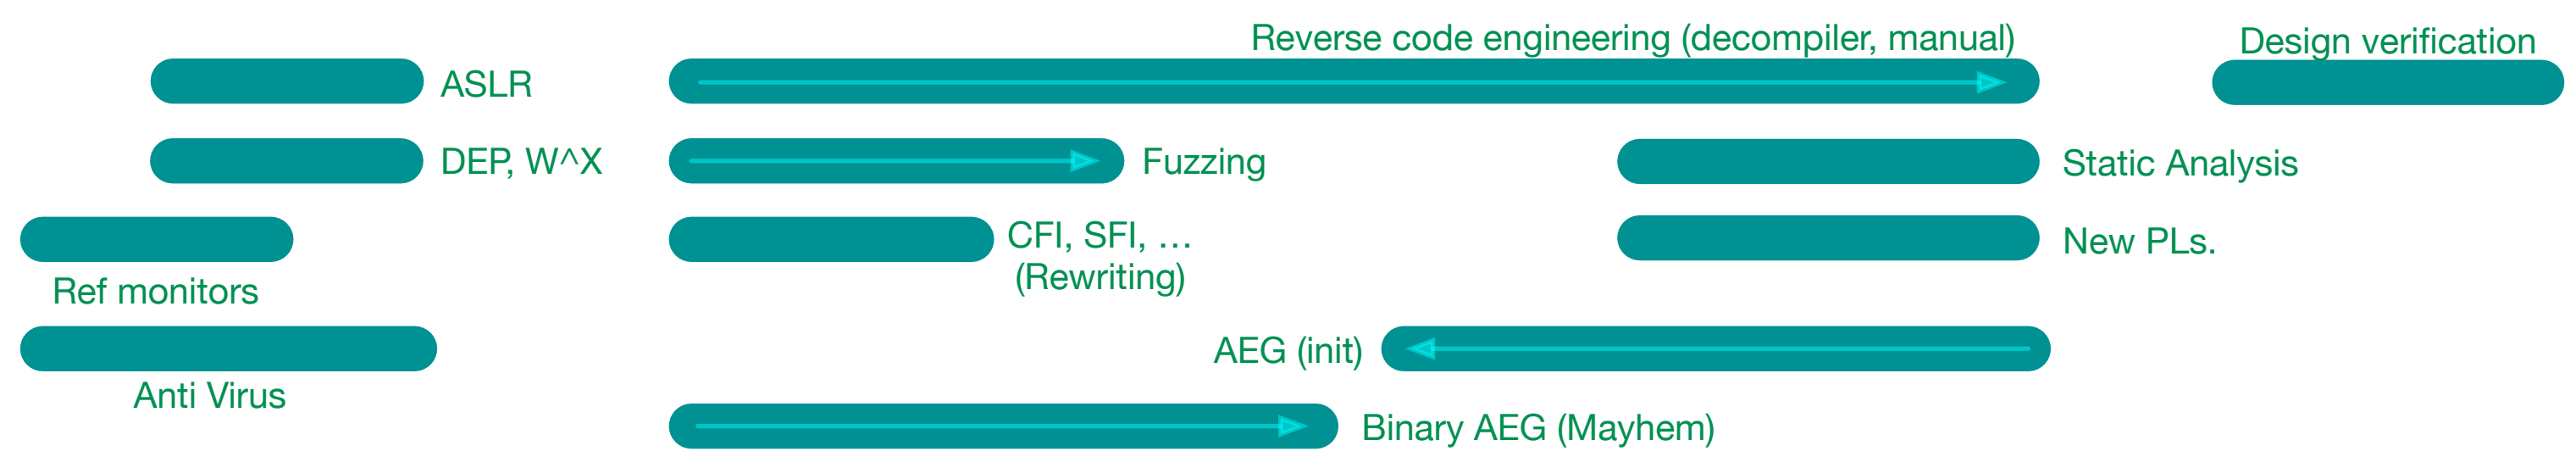 Reverse code engineering (decompiler, manual)
Design verification
ASLR
DEP, W^X
Fuzzing
Static Analysis
CFI, SFI, …
(Rewriting)
New PLs.
Ref monitors
AEG (init)
Anti Virus
Binary AEG (Mayhem)